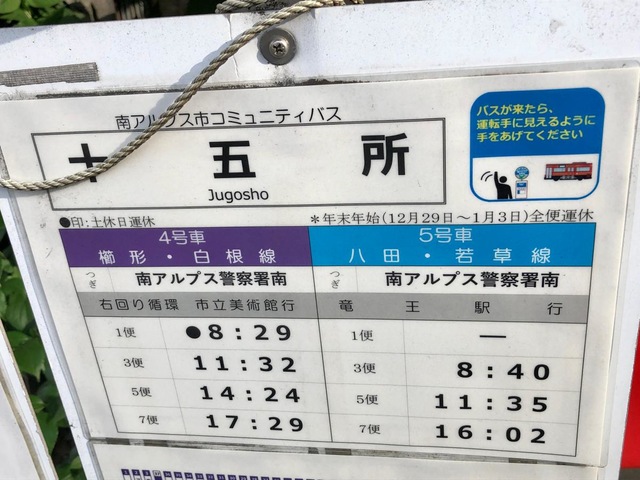 南アルプス市コミュニティバス
十五所
Jugosho
バスが来たら、
運転手に見えるように
手をあげてください
●印:土休日運休
*年末年始(12月29日~1月3日)全便運休
4号車
櫛形・白根線
つぎ 南アルプス警察署南
右回り循環 市立美術館行
1便 ●8:29
3便 11:32
5便 14:24
7便 17:29
5号車
八田・若草線
つぎ 南アルプス警察署南
竜王駅行
1便 —
3便 8:40
5便 11:35
7便 16:02